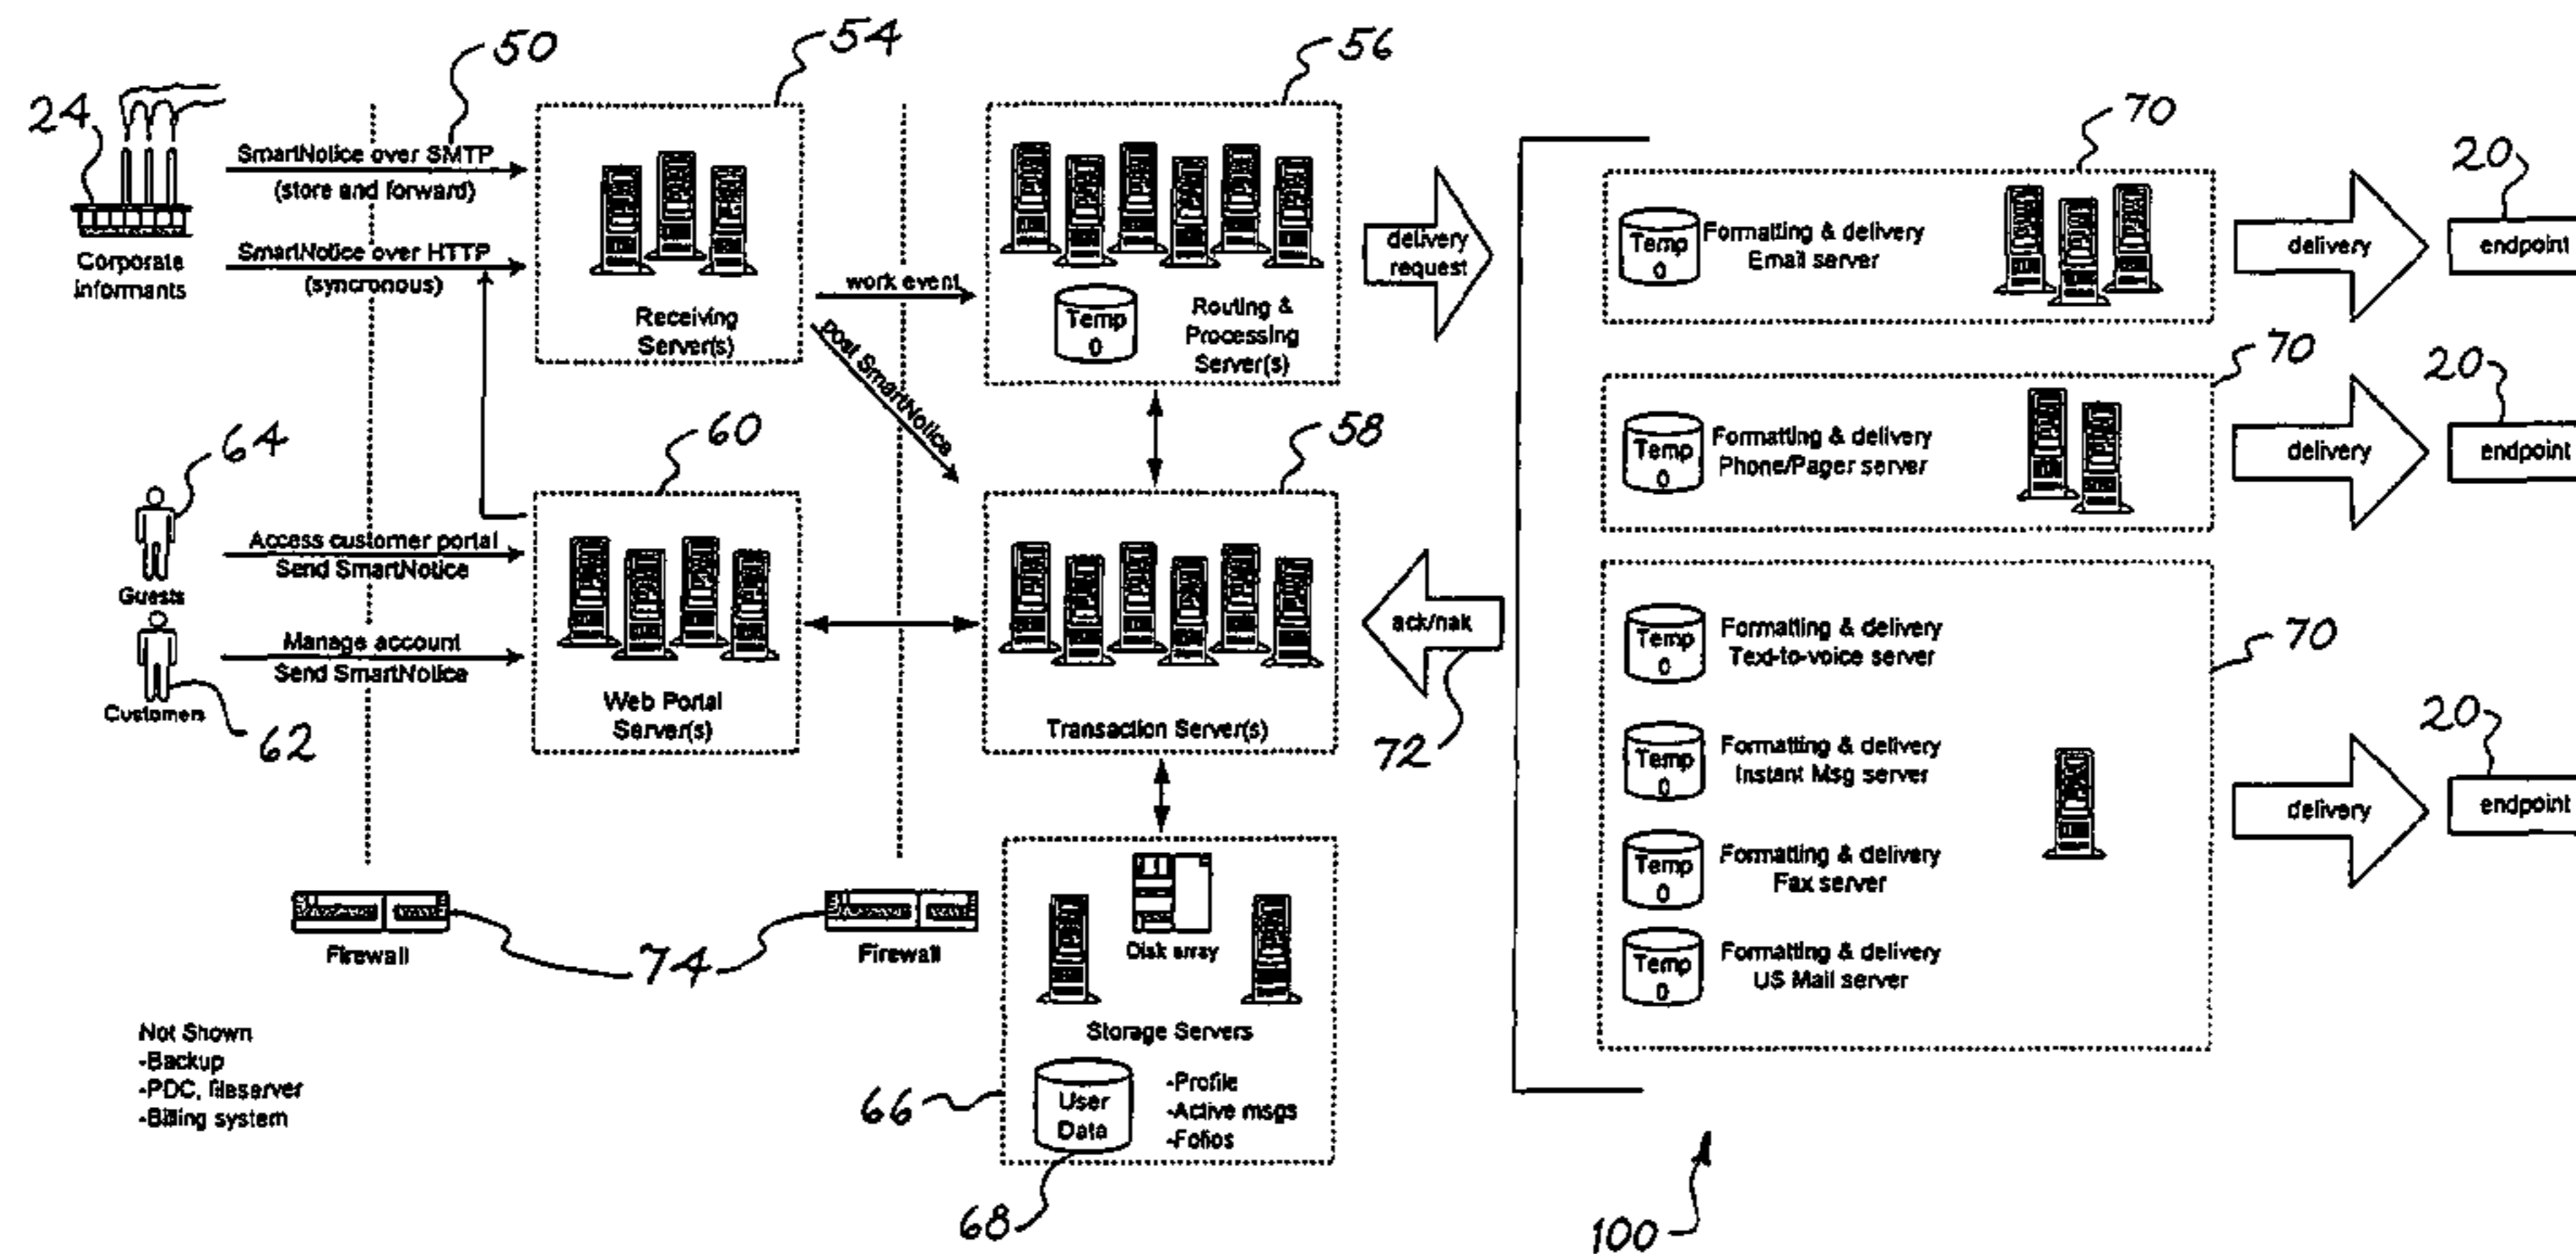 50
54
56
24
SmartNotice over SMTP
(store and forward)
SmartNotice over HTTP
(syncronous)
Corporate
informants
Receiving
Server(s)
work event
post SmartNotice
Temp
0
Routing &
Processing
Server(s)
delivery
request
70
Temp
0
Formatting & delivery
Email server
delivery
20
endpoint
70
Temp
0
Formatting & delivery
Phone/Pager server
delivery
20
endpoint
64
60
58
Guests
Access customer portal
Send SmartNotice
Customers
62
Manage account
Send SmartNotice
Web Portal
Server(s)
Transaction Server(s)
ack/nak
72
Temp
0
Formatting & delivery
Text-to-voice server
70
Temp
0
Formatting & delivery
Instant Msg server
Temp
0
Formatting & delivery
Fax server
Temp
0
Formatting & delivery
US Mail server
delivery
20
endpoint
Firewall
74
Firewall
Disk array
Storage Servers
66
User
Data
-Profile
-Active msgs
-Folios
68
Not Shown
-Backup
-PDC, fileserver
-Billing system
100